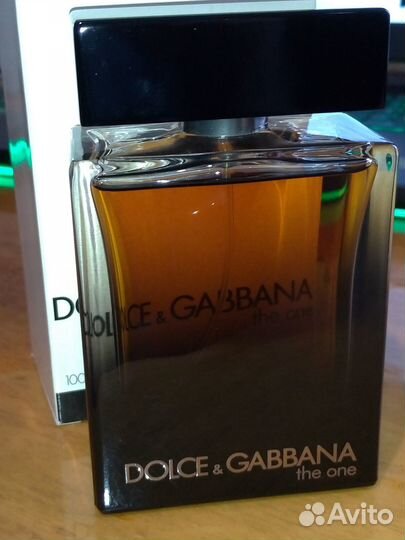 DOLCE & GABBANA
the one
DOLCE & GABBANA
the one
100
Avito